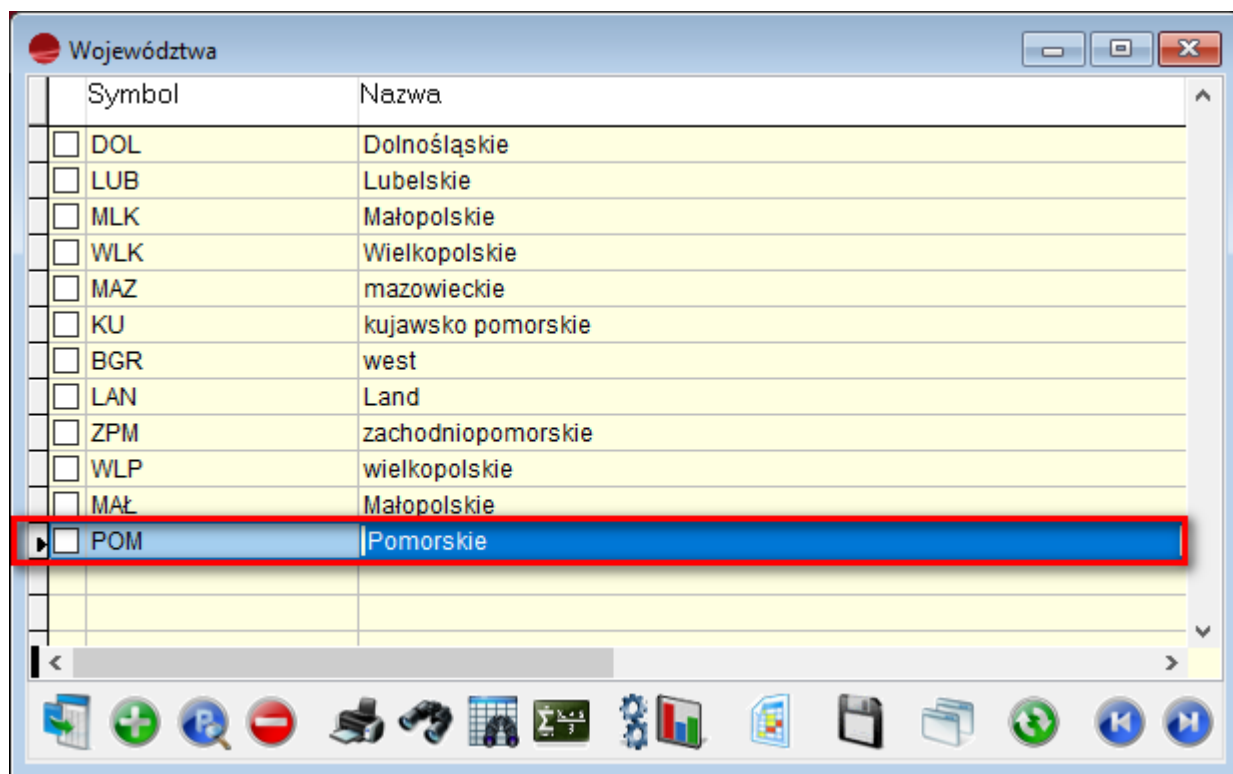 Województwa
Symbol Nazwa
DOL Dolnośląskie
LUB Lubelskie
MLK Małopolskie
WLK Wielkopolskie
MAZ mazowieckie
KU kujawsko pomorskie
BGR west
LAN Land
ZPM zachodniopomorskie
WLP wielkopolskie
MAŁ Małopolskie
POM Pomorskie